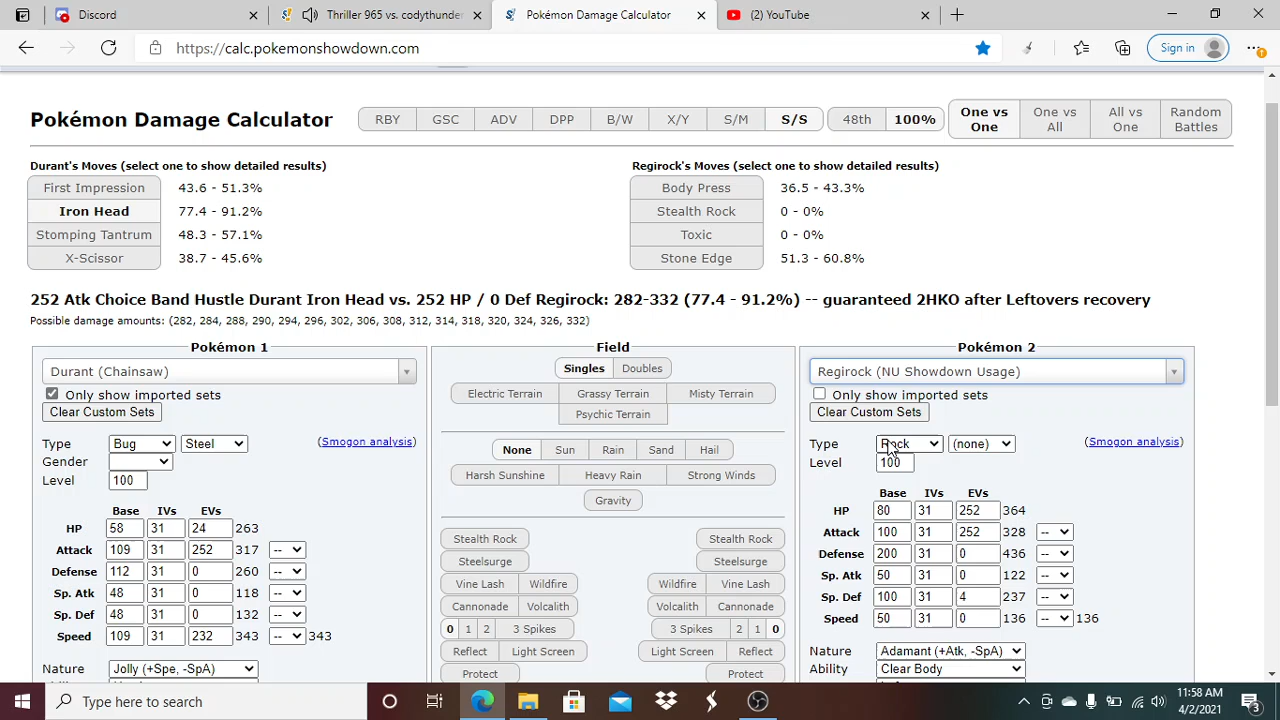 Discord
Thriller 965 vs. codythunder
Pokémon Damage Calculator
(2) YouTube
https://calc.pokemonshowdown.com
Sign in
Pokémon Damage Calculator
RBY GSC ADV DPP B/W X/Y S/M S/S 48th 100% One vs One One vs All All vs One Random Battles
Durant's Moves (select one to show detailed results)
First Impression 43.6 - 51.3%
Iron Head 77.4 - 91.2%
Stomping Tantrum 48.3 - 57.1%
X-Scissor 38.7 - 45.6%
Regirock's Moves (select one to show detailed results)
Body Press 36.5 - 43.3%
Stealth Rock 0 - 0%
Toxic 0 - 0%
Stone Edge 51.3 - 60.8%
252 Atk Choice Band Hustle Durant Iron Head vs. 252 HP / 0 Def Regirock: 282-332 (77.4 - 91.2%) -- guaranteed 2HKO after Leftovers recovery
Possible damage amounts: (282, 284, 288, 290, 294, 296, 302, 306, 308, 312, 314, 318, 320, 324, 326, 332)
Pokémon 1
Durant (Chainsaw)
Only show imported sets
Clear Custom Sets
Type Bug Steel (Smogon analysis)
Gender
Level 100
Base IVs EVs
HP 58 31 24 263
Attack 109 31 252 317 --
Defense 112 31 0 260 --
Sp. Atk 48 31 0 118 --
Sp. Def 48 31 0 132 --
Speed 109 31 232 343 -- 343
Nature Jolly (+Spe, -SpA)
Field
Singles Doubles
Electric Terrain Grassy Terrain Misty Terrain
Psychic Terrain
None Sun Rain Sand Hail
Harsh Sunshine Heavy Rain Strong Winds
Gravity
Stealth Rock Stealth Rock
Steelsurge Steelsurge
Vine Lash Wildfire Wildfire Vine Lash
Cannonade Volcalith Volcalith Cannonade
0 1 2 3 Spikes 3 Spikes 2 1 0
Reflect Light Screen Light Screen Reflect
Protect Protect
Pokémon 2
Regirock (NU Showdown Usage)
Only show imported sets
Clear Custom Sets
Type Rock (none) (Smogon analysis)
Level 100
Base IVs EVs
HP 80 31 252 364
Attack 100 31 252 328 --
Defense 200 31 0 436 --
Sp. Atk 50 31 0 122 --
Sp. Def 100 31 4 237 --
Speed 50 31 0 136 -- 136
Nature Adamant (+Atk, -SpA)
Ability Clear Body
Type here to search
11:58 AM
4/2/2021
3